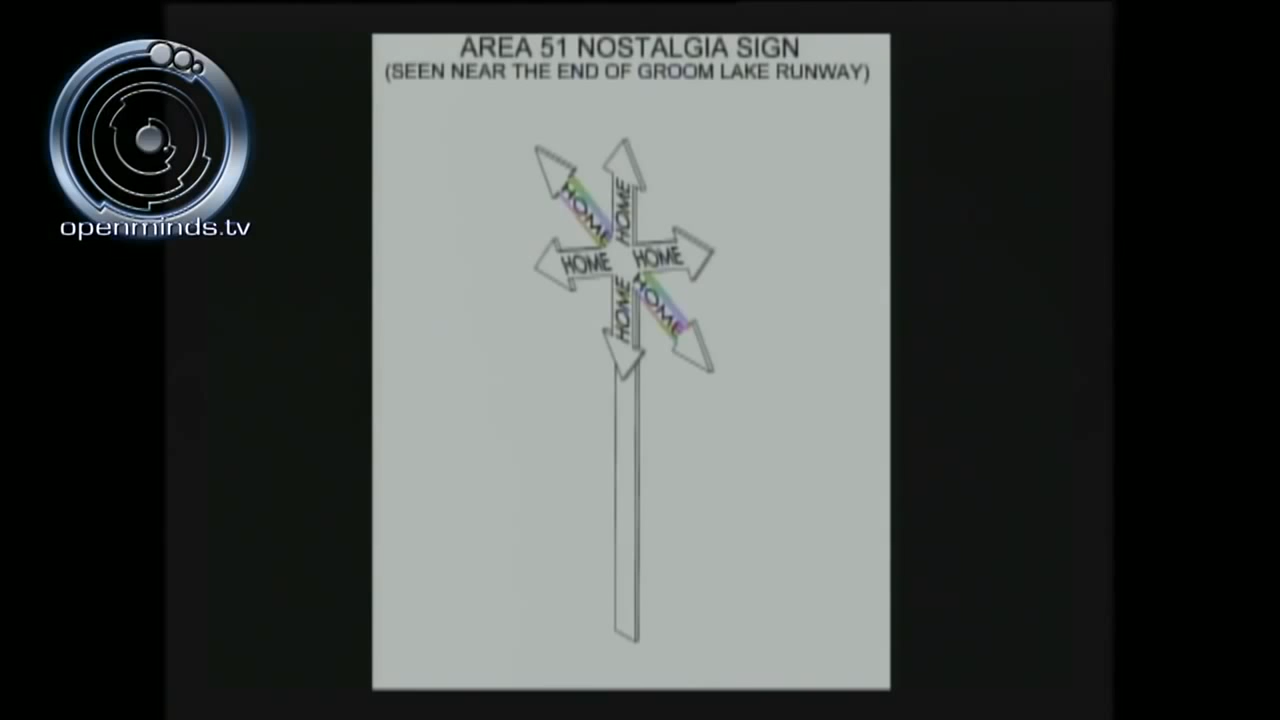 AREA 51 NOSTALGIA SIGN
(SEEN NEAR THE END OF GROOM LAKE RUNWAY)
openminds.tv
HOME
HOME
HOME
HOME
HOME
HOME